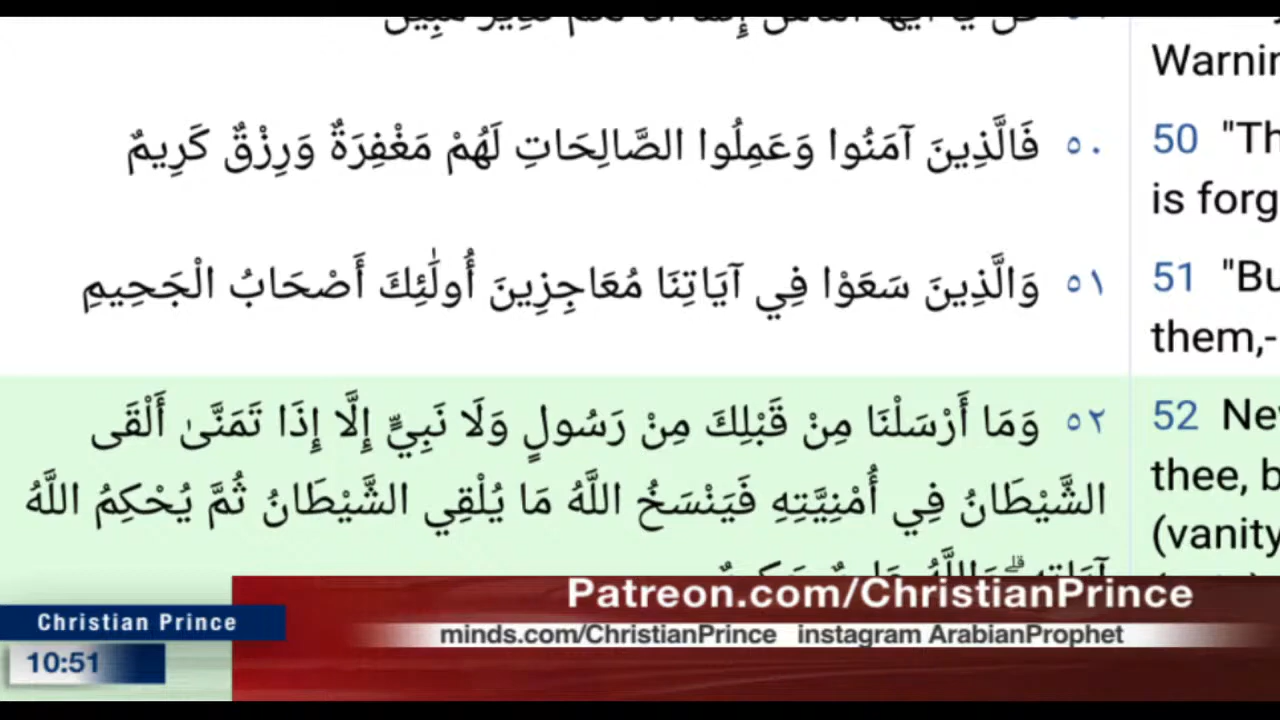 Warnin
٥٠ فَالَّذِينَ آمَنُوا وَعَمِلُوا الصَّالِحَاتِ لَهُمْ مَغْفِرَةٌ وَرِزْقٌ كَرِيمٌ
50 "Th
is forg
٥١ وَالَّذِينَ سَعَوْا فِي آيَاتِنَا مُعَاجِزِينَ أُولَٰئِكَ أَصْحَابُ الْجَحِيمِ
51 "Bu
them,-
٥٢ وَمَا أَرْسَلْنَا مِنْ قَبْلِكَ مِنْ رَسُولٍ وَلَا نَبِيٍّ إِلَّا إِذَا تَمَنَّىٰ أَلْقَى
الشَّيْطَانُ فِي أُمْنِيَّتِهِ فَيَنْسَخُ اللَّهُ مَا يُلْقِي الشَّيْطَانُ ثُمَّ يُحْكِمُ اللَّهُ
52 Ne
thee, b
(vanity
Patreon.com/ChristianPrince
minds.com/ChristianPrince instagram ArabianProphet
Christian Prince
10:51